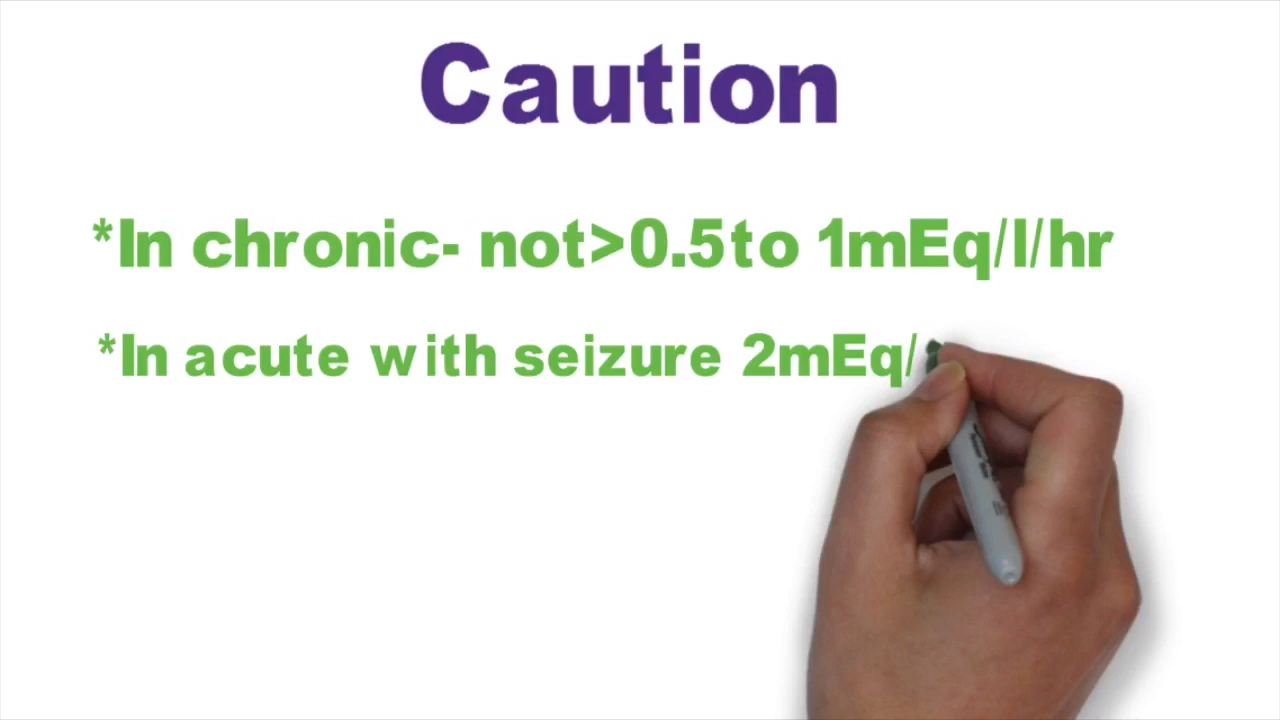 Caution
*In chronic- not>0.5to 1mEq/l/hr
*In acute with seizure 2mEq/